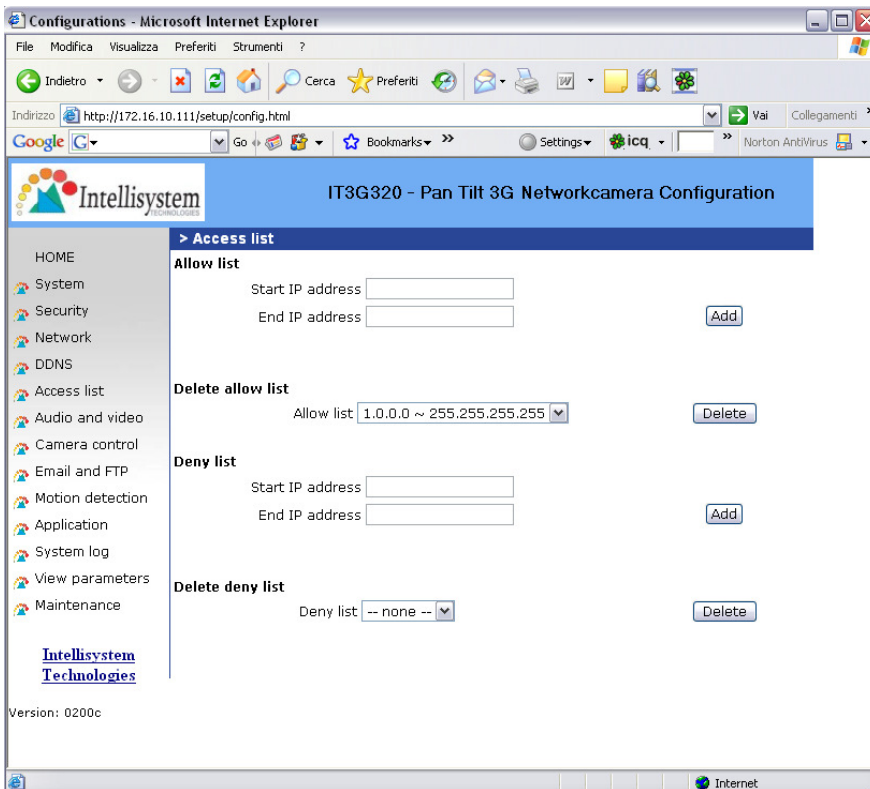 Configurations - Microsoft Internet Explorer
File Modifica Visualizza Preferiti Strumenti ?
Indietro Cerca Preferiti W
Indirizzo http://172.16.10.111/setup/config.html Vai Collegamenti »
Google G Go Bookmarks » Settings icq » Norton AntiVirus
Intellisystem
TECHNOLOGIES
IT3G320 - Pan Tilt 3G Networkcamera Configuration
> Access list
HOME
System
Security
Network
DDNS
Access list
Audio and video
Camera control
Email and FTP
Motion detection
Application
System log
View parameters
Maintenance
Intellisystem
Technologies
Version: 0200c
Allow list
Start IP address
End IP address Add
Delete allow list
Allow list 1.0.0.0 ~ 255.255.255.255 Delete
Deny list
Start IP address
End IP address Add
Delete deny list
Deny list -- none -- Delete
Internet